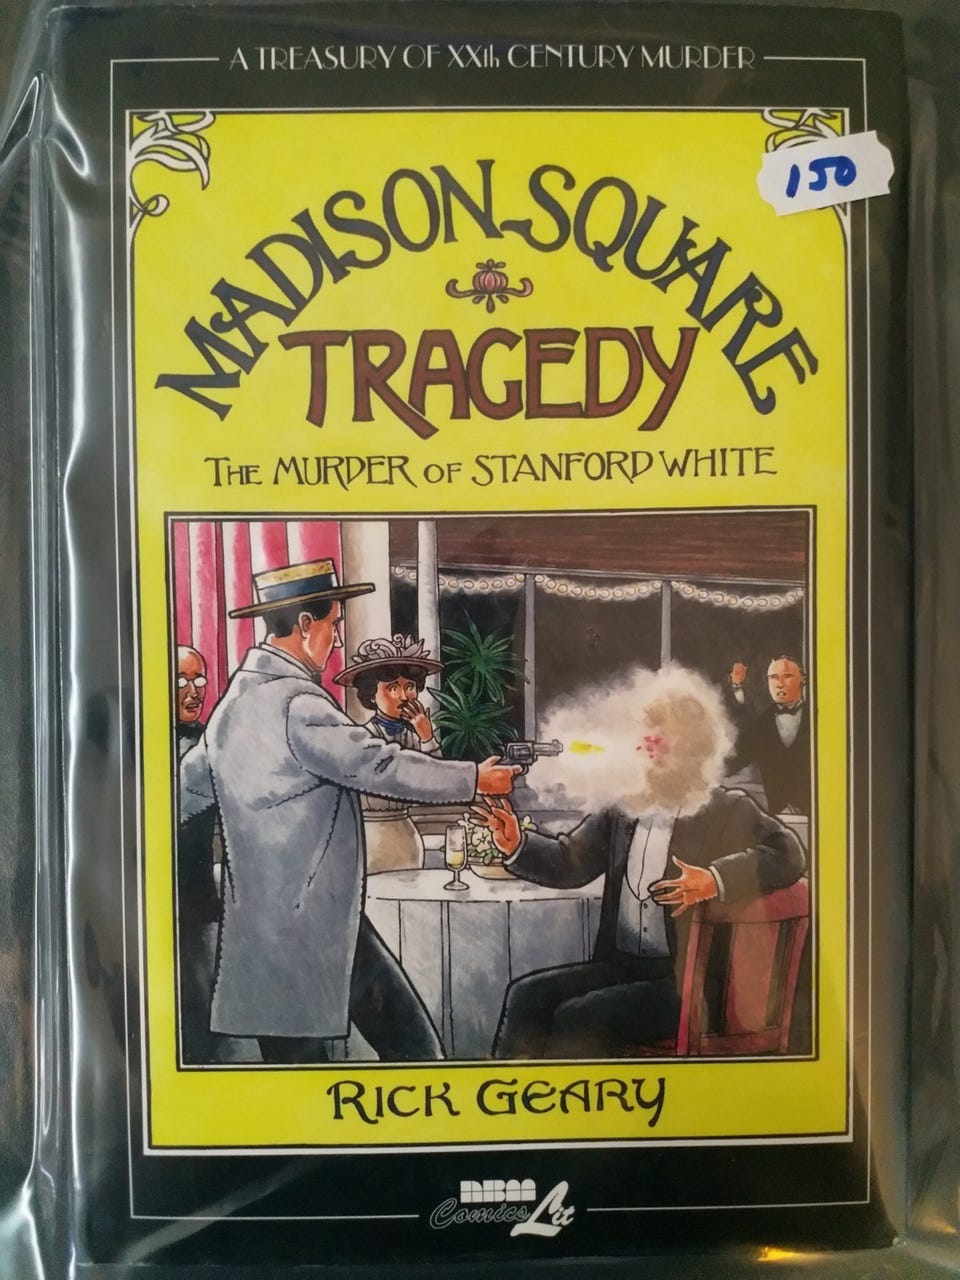 A TREASURY OF XXth CENTURY MURDER
150
MADISON SQUARE
TRAGEDY
THE MURDER OF STANFORD WHITE
RICK GEARY
NBM
ComicsLit